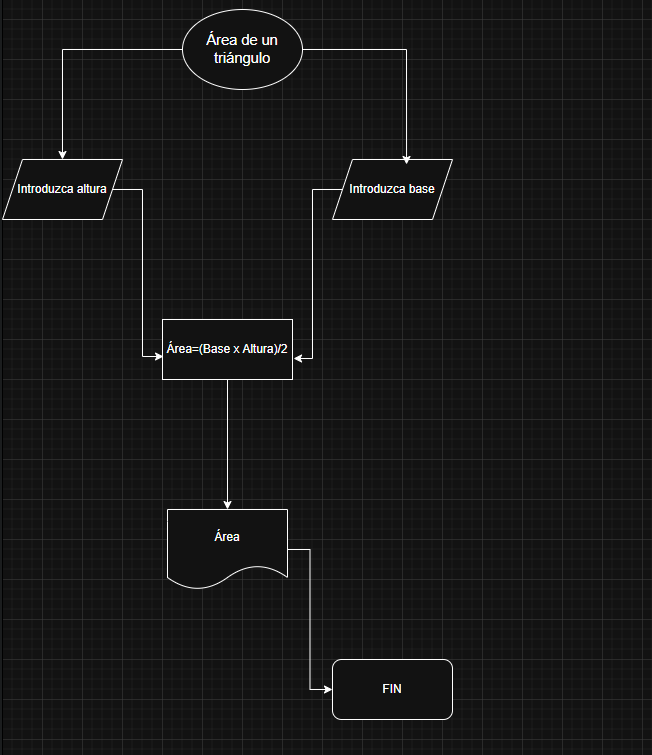 Área de un
triángulo
Introduzca altura
Introduzca base
Área=(Base x Altura)/2
Área
FIN